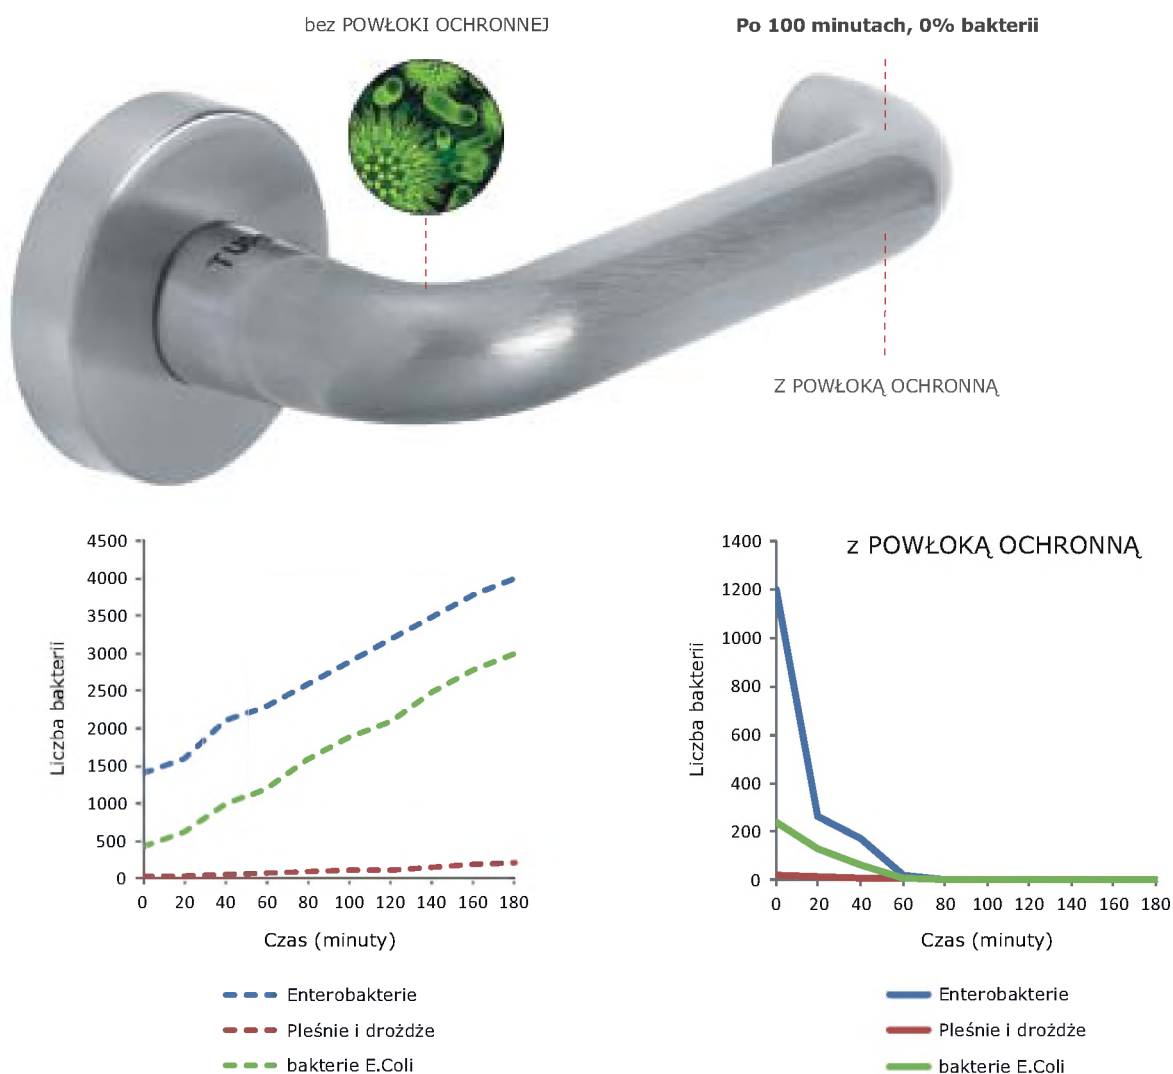 bez POWŁOKI OCHRONNEJ
Po 100 minutach, 0% bakterii
Z POWŁOKĄ OCHRONNĄ
4500
4000
3500
3000
2500
2000
1500
1000
500
0
Liczba bakterii
0 20 40 60 80 100 120 140 160 180
Czas (minuty)
Enterobakterie
Pleśnie i drożdże
bakterie E.Coli
z POWŁOKĄ OCHRONNĄ
1400
1200
1000
800
600
400
200
0
Liczba bakterii
0 20 40 60 80 100 120 140 160 180
Czas (minuty)
Enterobakterie
Pleśnie i drożdże
bakterie E.Coli